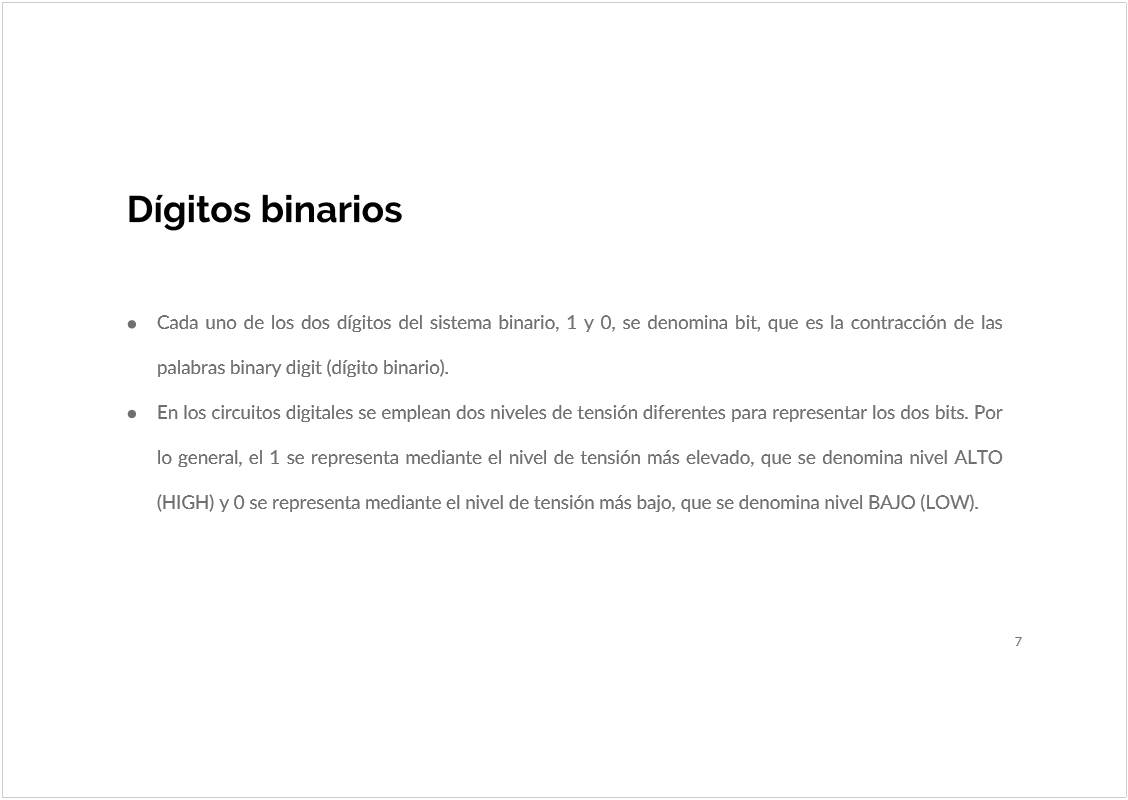 Dígitos binarios
● Cada uno de los dos dígitos del sistema binario, 1 y 0, se denomina bit, que es la contracción de las
palabras binary digit (dígito binario).
● En los circuitos digitales se emplean dos niveles de tensión diferentes para representar los dos bits. Por
lo general, el 1 se representa mediante el nivel de tensión más elevado, que se denomina nivel ALTO
(HIGH) y 0 se representa mediante el nivel de tensión más bajo, que se denomina nivel BAJO (LOW).
7